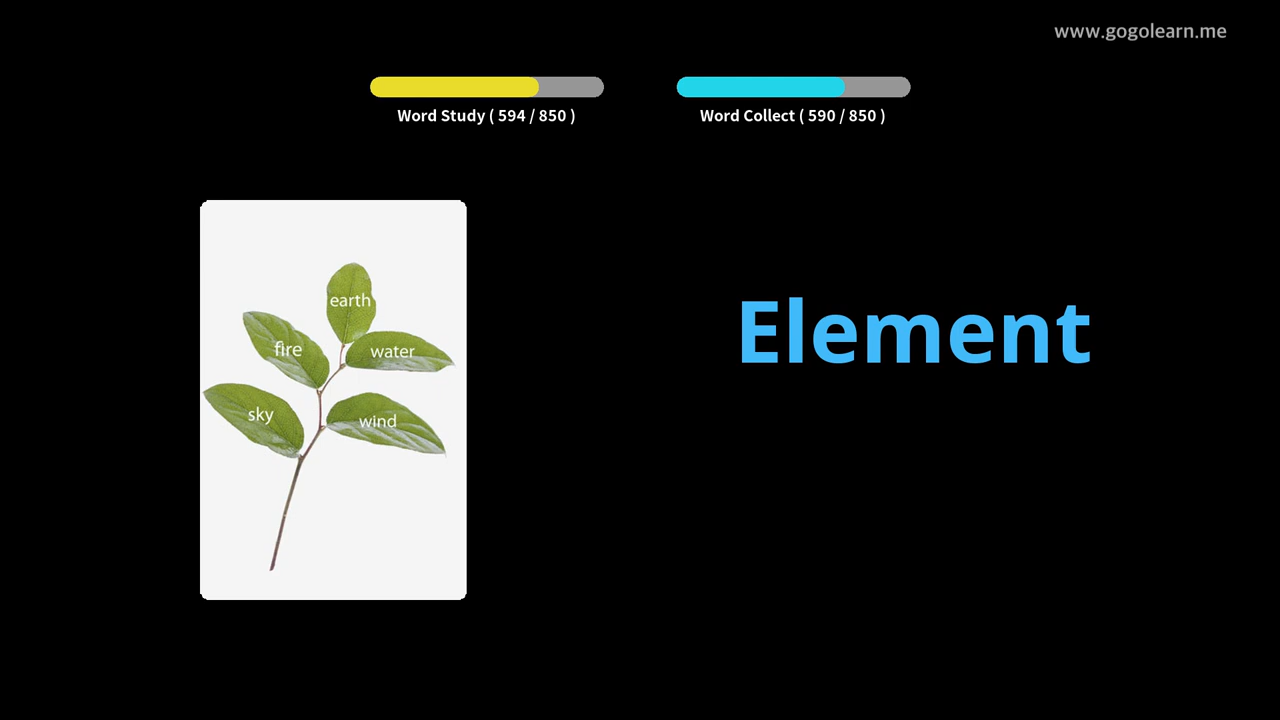 www.gogolearn.me
Word Study ( 594 / 850 )
Word Collect ( 590 / 850 )
earth
fire
water
sky
wind
Element